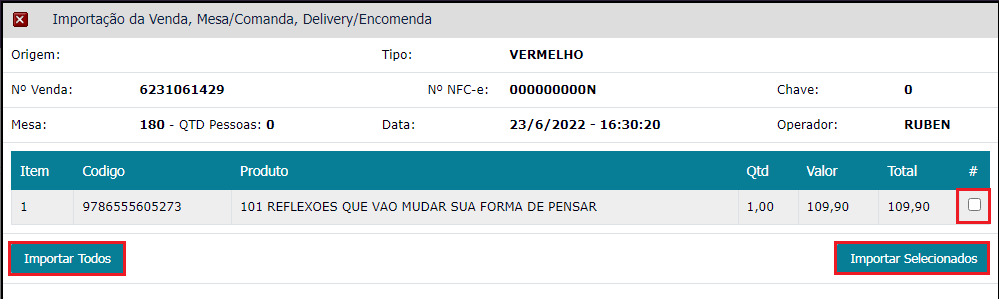 Importação da Venda, Mesa/Comanda, Delivery/Encomenda
Origem: Tipo: VERMELHO
Nº Venda: 6231061429 Nº NFC-e: 000000000N Chave: 0
Mesa: 180 - QTD Pessoas: 0 Data: 23/6/2022 - 16:30:20 Operador: RUBEN
Item Codigo Produto Qtd Valor Total #
1 9786555605273 101 REFLEXOES QUE VAO MUDAR SUA FORMA DE PENSAR 1,00 109,90 109,90
Importar Todos Importar Selecionados